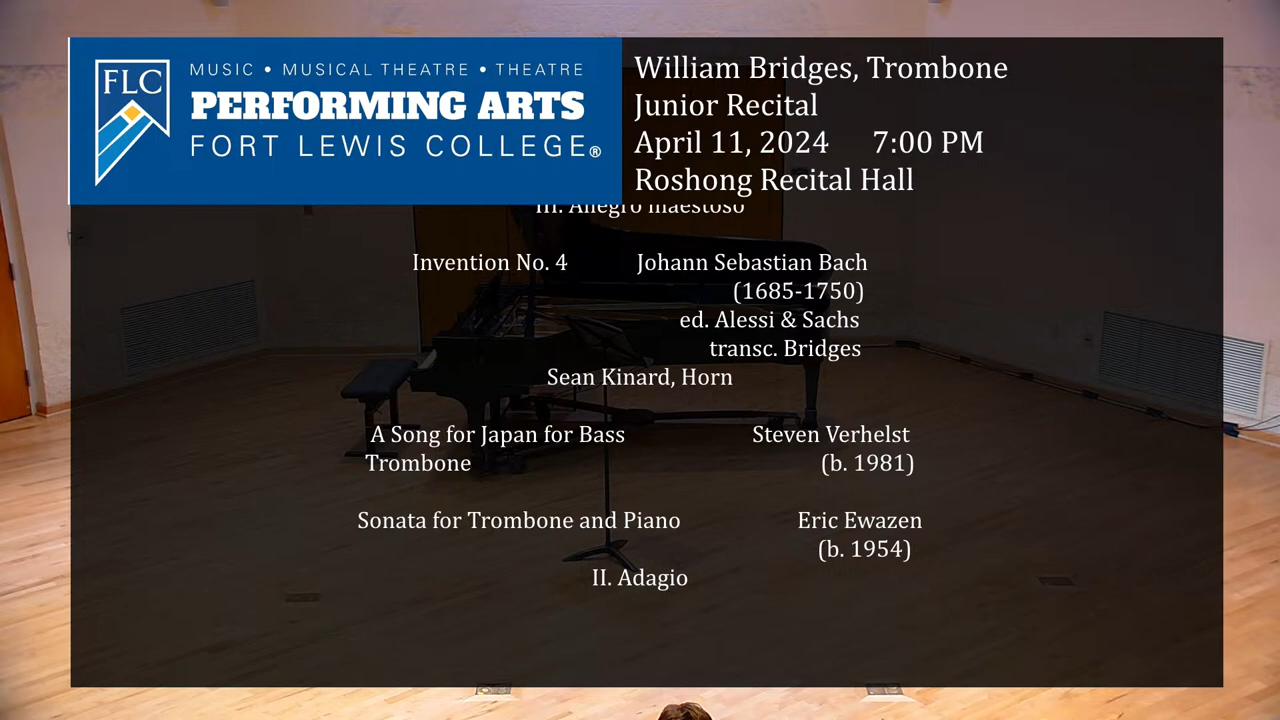 FLC
MUSIC • MUSICAL THEATRE • THEATRE
PERFORMING ARTS
FORT LEWIS COLLEGE®
William Bridges, Trombone
Junior Recital
April 11, 2024 7:00 PM
Roshong Recital Hall
III. Allegro maestoso
Invention No. 4 Johann Sebastian Bach
(1685-1750)
ed. Alessi & Sachs
transc. Bridges
Sean Kinard, Horn
A Song for Japan for Bass Steven Verhelst
Trombone (b. 1981)
Sonata for Trombone and Piano Eric Ewazen
(b. 1954)
II. Adagio